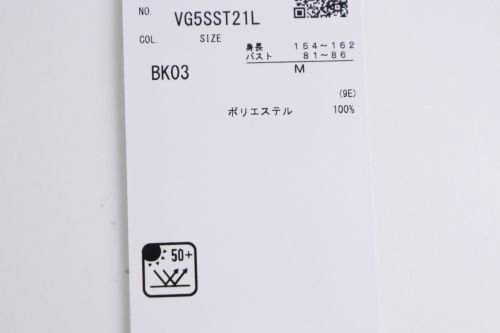 NO. VG5SST21L
COL. SIZE
身長 154～162
バスト 81～86
BK03 M
(9E)
ポリエステル 100%
50+